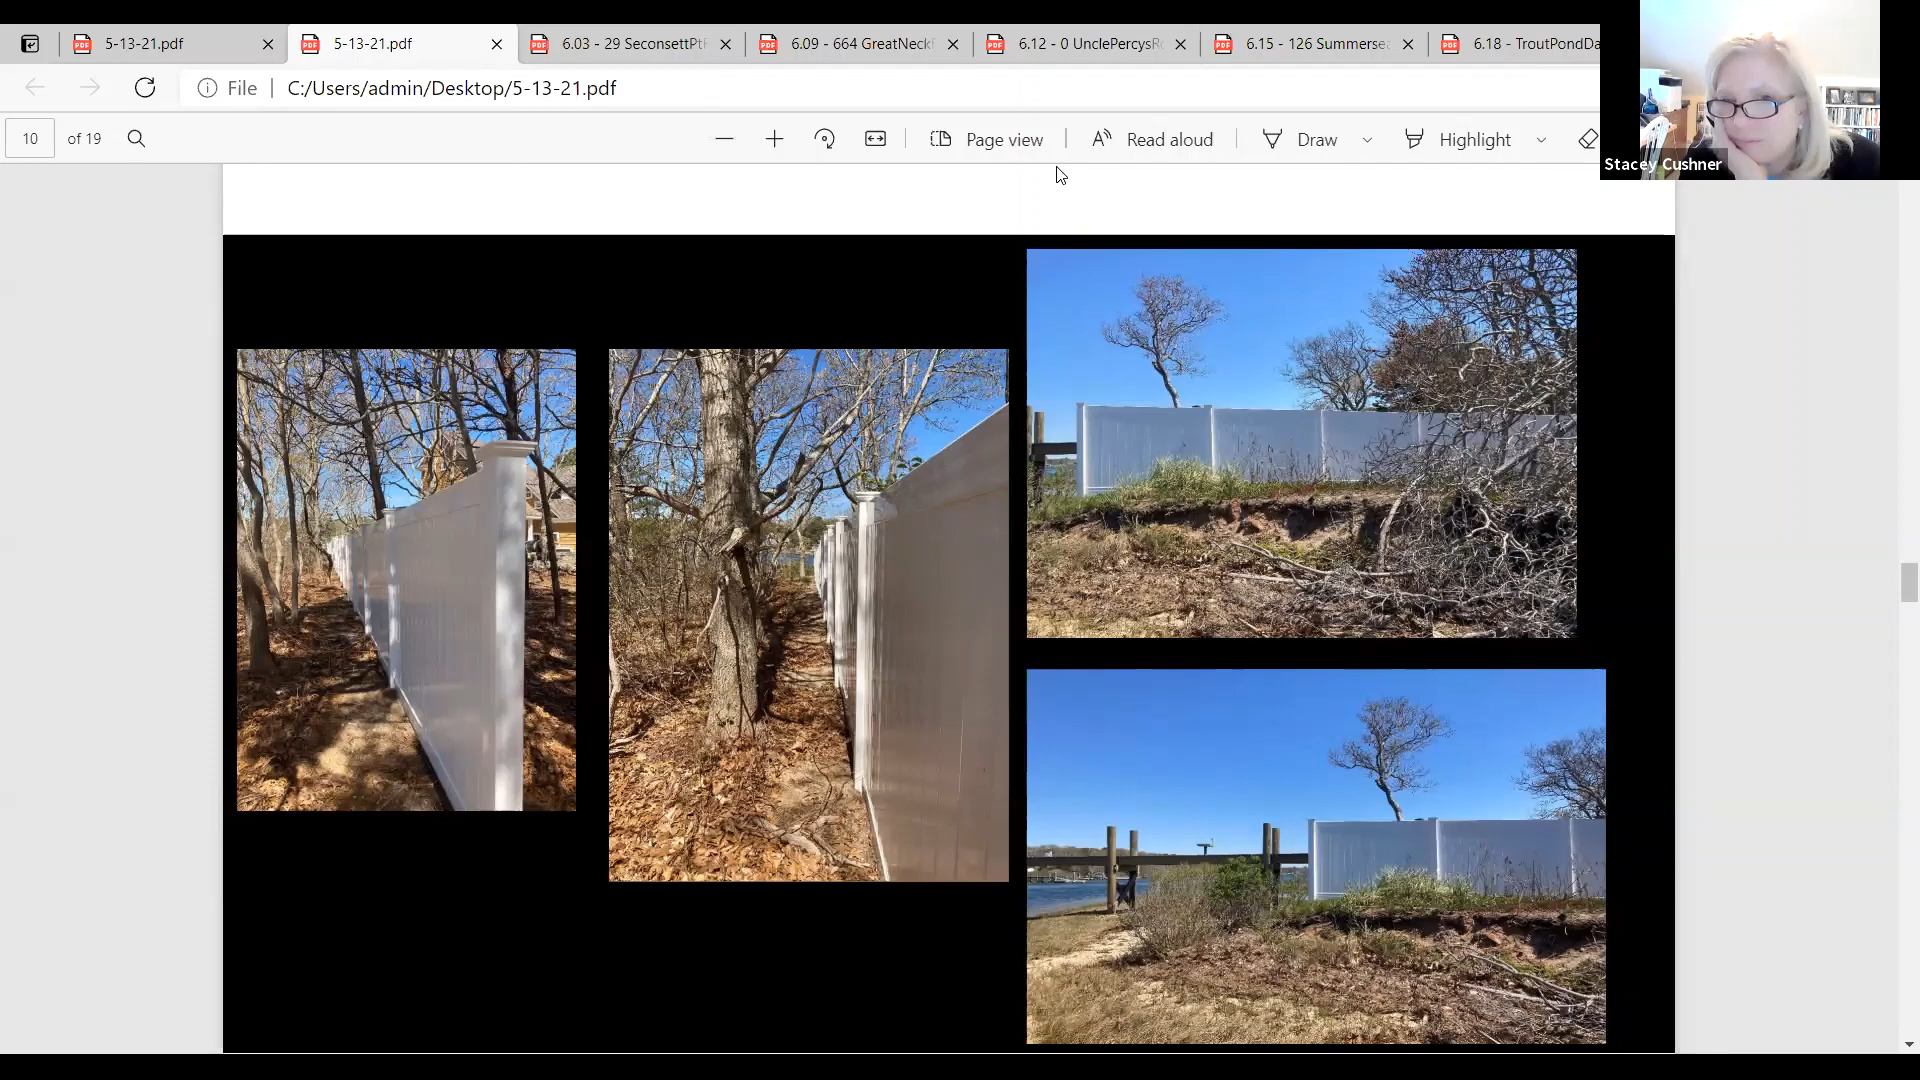 5-13-21.pdf
5-13-21.pdf
6.03 - 29 SeconsettPt
6.09 - 664 GreatNeck
6.12 - 0 UnclePercysR
6.15 - 126 Summersea
6.18 - TroutPondDa
File
C:/Users/admin/Desktop/5-13-21.pdf
10 of 19
Page view
Read aloud
Draw
Highlight
Stacey Cushner